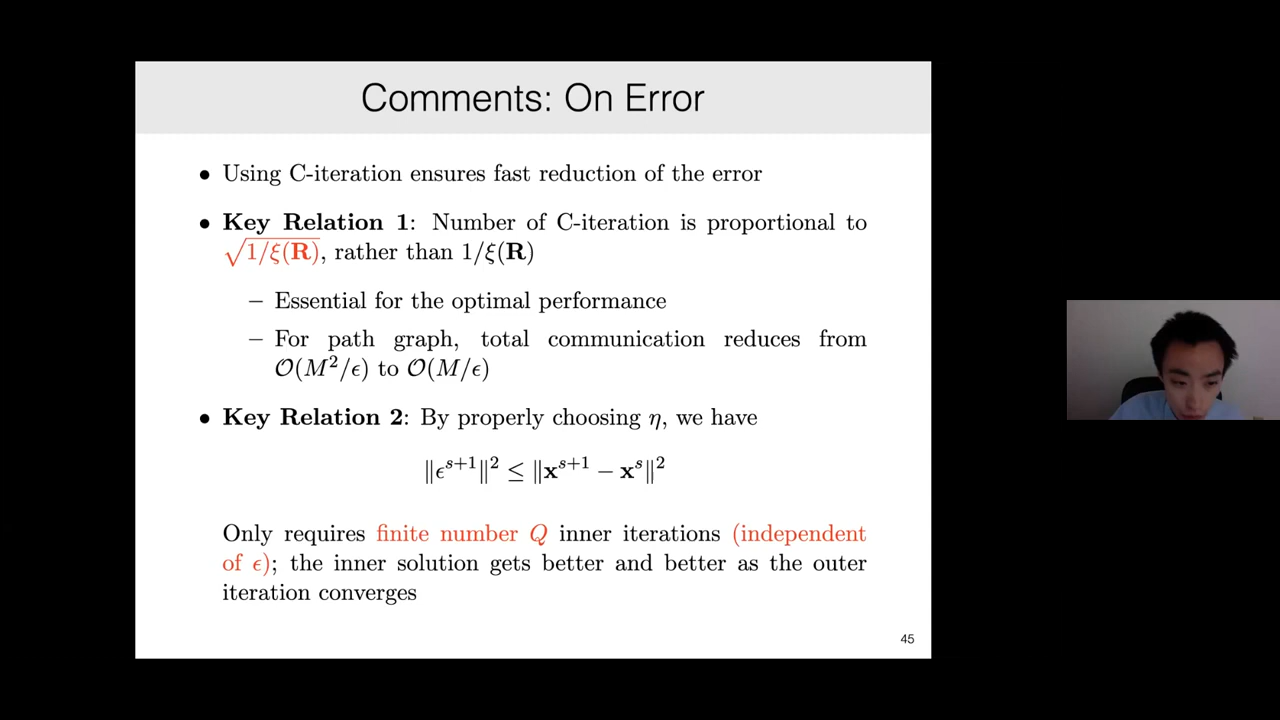 Comments: On Error
• Using C-iteration ensures fast reduction of the error
• Key Relation 1: Number of C-iteration is proportional to
√1/ξ(R), rather than 1/ξ(R)
– Essential for the optimal performance
– For path graph, total communication reduces from
𝒪(M²/ϵ) to 𝒪(M/ϵ)
• Key Relation 2: By properly choosing η, we have
‖ϵˢ⁺¹‖² ≤ ‖xˢ⁺¹ − xˢ‖²
Only requires finite number Q inner iterations (independent
of ϵ); the inner solution gets better and better as the outer
iteration converges
45